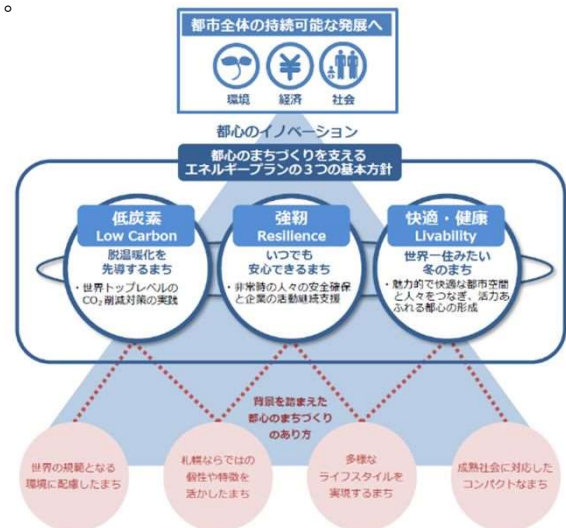 。
都市全体の持続可能な発展へ
環境
経済
社会
都心のイノベーション
都心のまちづくりを支える
エネルギープランの3つの基本方針
低炭素
Low Carbon
脱温暖化を
先導するまち
・世界トップレベルの
CO₂削減対策の実践
強靭
Resilience
いつでも
安心できるまち
・非常時の人々の安全確保
と企業の活動継続支援
快適・健康
Livability
世界一住みたい
冬のまち
・魅力的で快適な都市空間
と人々をつなぎ、活力あ
ふれる都心の形成
背景を踏まえた
都心のまちづくり
のあり方
世界の規範となる
環境に配慮したまち
札幌ならではの
個性や特徴を
活かしたまち
多様な
ライフスタイルを
実現するまち
成熟社会に対応した
コンパクトなまち